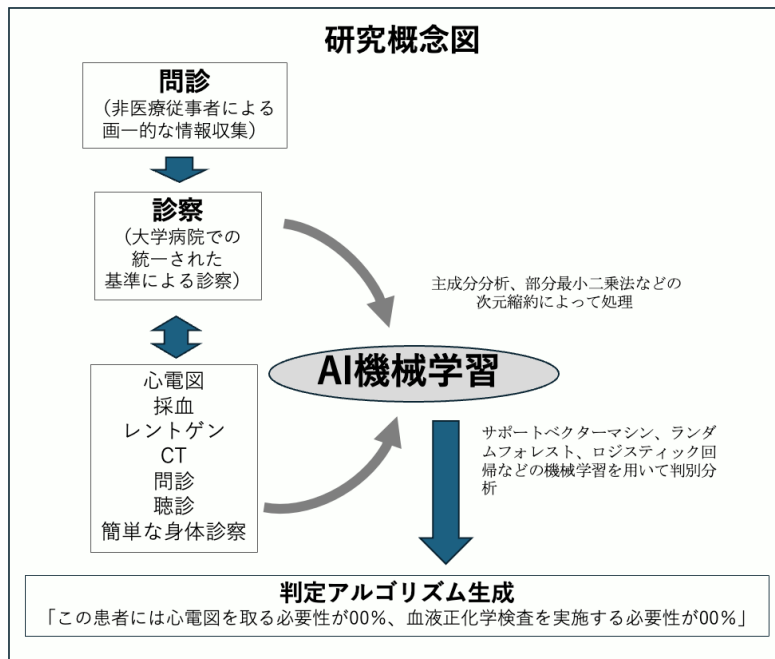 研究概念図
問診
（非医療従事者による
画一的な情報収集）
診察
（大学病院での
統一された
基準による診察）
主成分分析、部分最小二乗法などの
次元縮約によって処理
AI機械学習
心電図
採血
レントゲン
CT
問診
聴診
簡単な身体診察
サポートベクターマシン、ランダ
ムフォレスト、ロジスティック回
帰などの機械学習を用いて判別分
析
判定アルゴリズム生成
「この患者には心電図を取る必要性が00%、血液正化学検査を実施する必要性が00%」